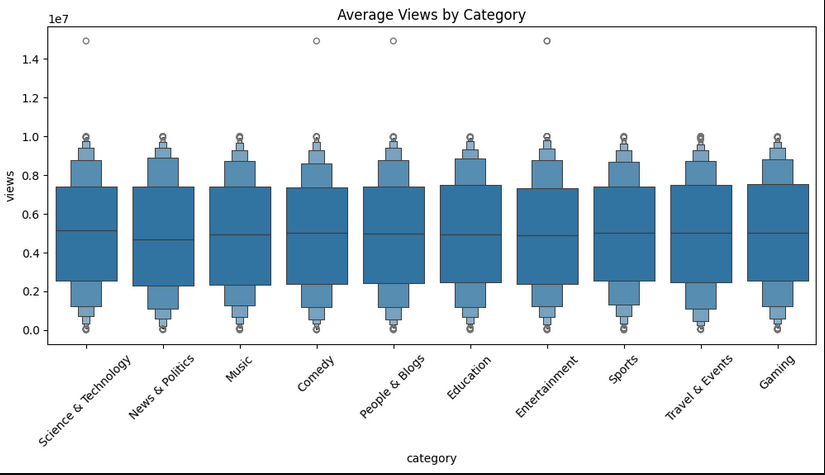 Average Views by Category
1e7
1.4
1.2
1.0
0.8
0.6
0.4
0.2
0.0
views
Science & Technology
News & Politics
Music
Comedy
People & Blogs
Education
Entertainment
Sports
Travel & Events
Gaming
category